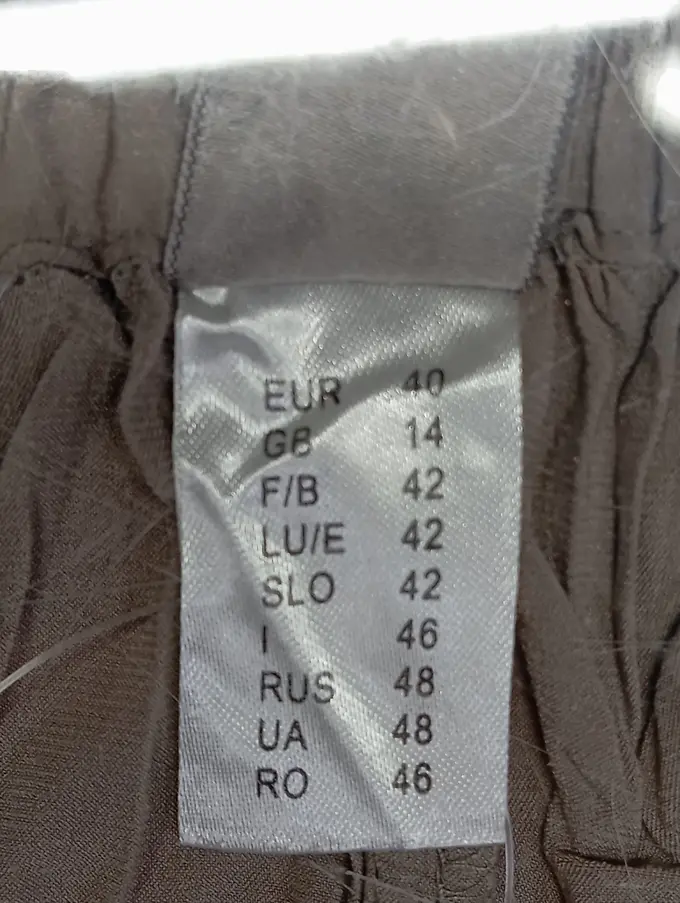 EUR 40
GB 14
F/B 42
LU/E 42
SLO 42
I 46
RUS 48
UA 48
RO 46